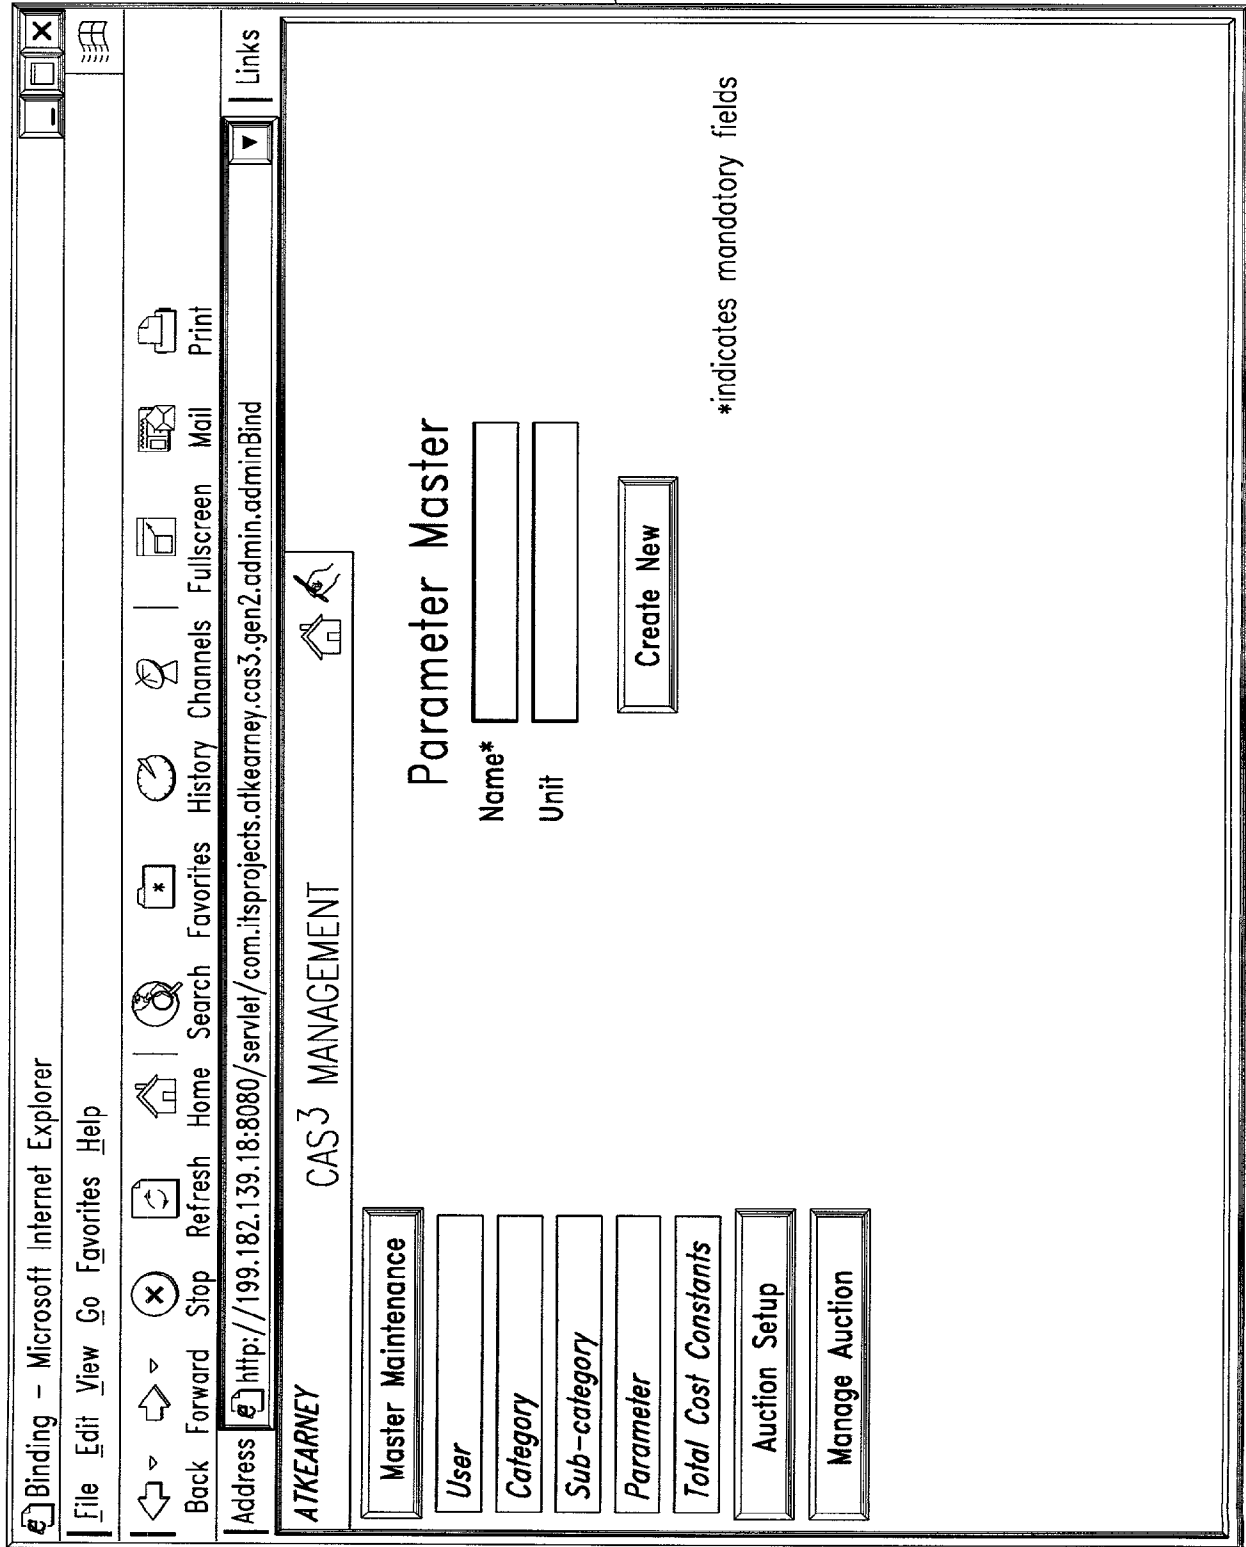 Binding - Microsoft Internet Explorer
File Edit View Go Favorites Help
Back Forward Stop Refresh Home Search Favorites History Channels Fullscreen Mail Print
Address http://199.182.139.18:8080/servlet/com.itsprojects.atkearney.cas3.gen2.admin.adminBind Links
ATKEARNEY CAS3 MANAGEMENT
Master Maintenance
User
Category
Sub-category
Parameter
Total Cost Constants
Auction Setup
Manage Auction
Parameter Master
Name*
Unit
Create New
*indicates mandatory fields